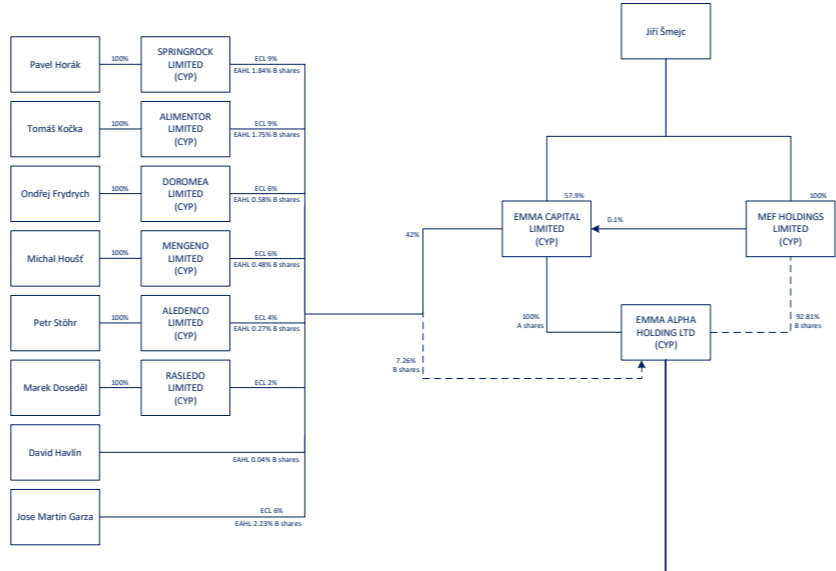 Jiří Šmejc
Pavel Horák
100%
SPRINGROCK
LIMITED
(CYP)
ECL 9%
EAHL 1.84% B shares
Tomáš Kočka
100%
ALIMENTOR
LIMITED
(CYP)
ECL 9%
EAHL 1.75% B shares
Ondřej Frydrych
100%
DOROMEA
LIMITED
(CYP)
ECL 6%
EAHL 0.58% B shares
Michal Houšť
100%
MENGENO
LIMITED
(CYP)
ECL 6%
EAHL 0.48% B shares
Petr Stöhr
100%
ALEDENCO
LIMITED
(CYP)
ECL 4%
EAHL 0.27% B shares
Marek Doseděl
100%
RASLEDO
LIMITED
(CYP)
ECL 2%
David Havlín
EAHL 0.04% B shares
Jose Martin Garza
ECL 6%
EAHL 2.23% B shares
42%
57.9%
EMMA CAPITAL
LIMITED
(CYP)
0.1%
100%
MEF HOLDINGS
LIMITED
(CYP)
100%
A shares
EMMA ALPHA
HOLDING LTD
(CYP)
92.81%
B shares
7.26%
B shares